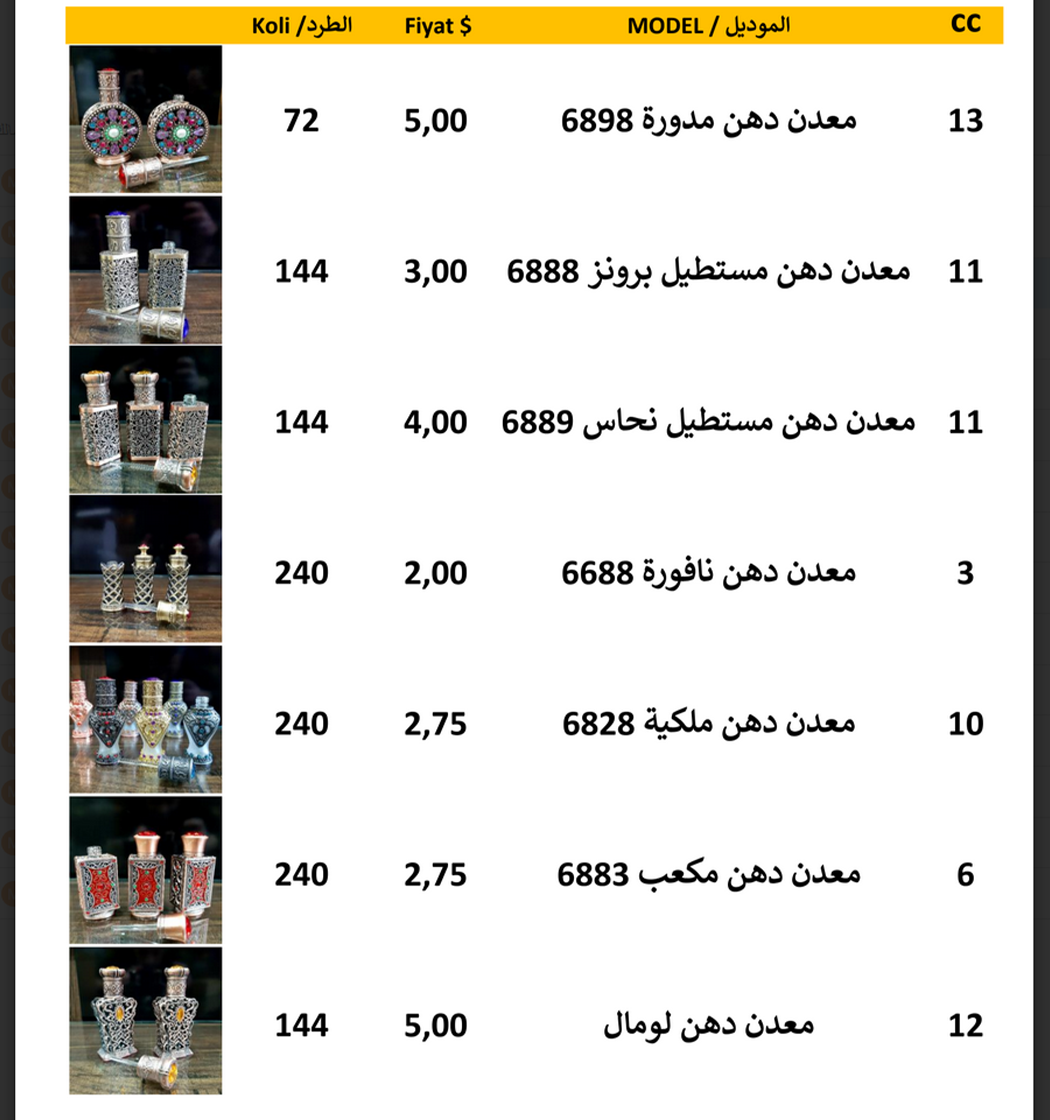 Koli /الطرد Fiyat $ MODEL / الموديل CC
72 5,00 معدن دهن مدورة 6898 13
144 3,00 معدن دهن مستطيل برونز 6888 11
144 4,00 معدن دهن مستطيل نحاس 6889 11
240 2,00 معدن دهن نافورة 6688 3
240 2,75 معدن دهن ملكية 6828 10
240 2,75 معدن دهن مكعب 6883 6
144 5,00 معدن دهن لومال 12